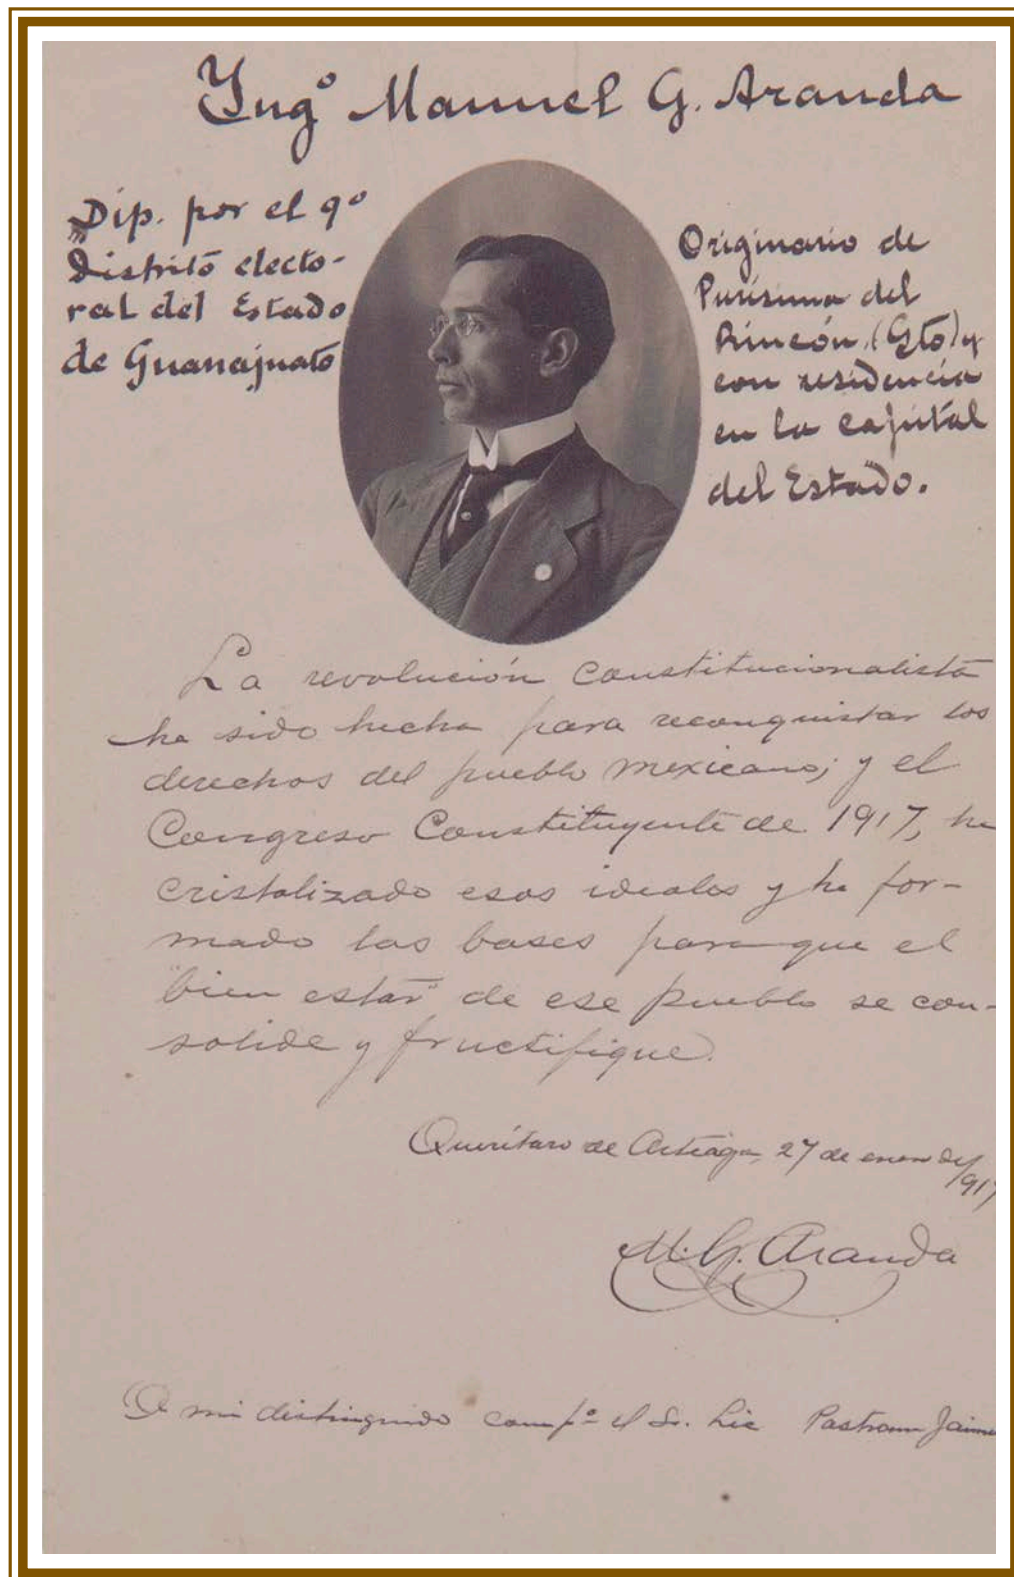 Yngº Manuel G. Aranda
Dip. por el 9º
Distrito electo-
ral del Estado
de Guanajuato
Originario de
Purísima del
Rincón, (Gto) y
con residencia
en la capital
del Estado.
La revolución constitucionalista
ha sido hecha para reconquistar los
derechos del pueblo mexicano; y el
Congreso Constituyente de 1917, ha
cristalizado esos ideales y ha for-
mado las bases para que el
"bien estar" de ese pueblo se con-
solide y fructifique.
Querétaro de Arteaga, 27 de enero de
1917
M. G. Aranda
A mi distinguido compº el Sr. Lic Pastrana Jaimes